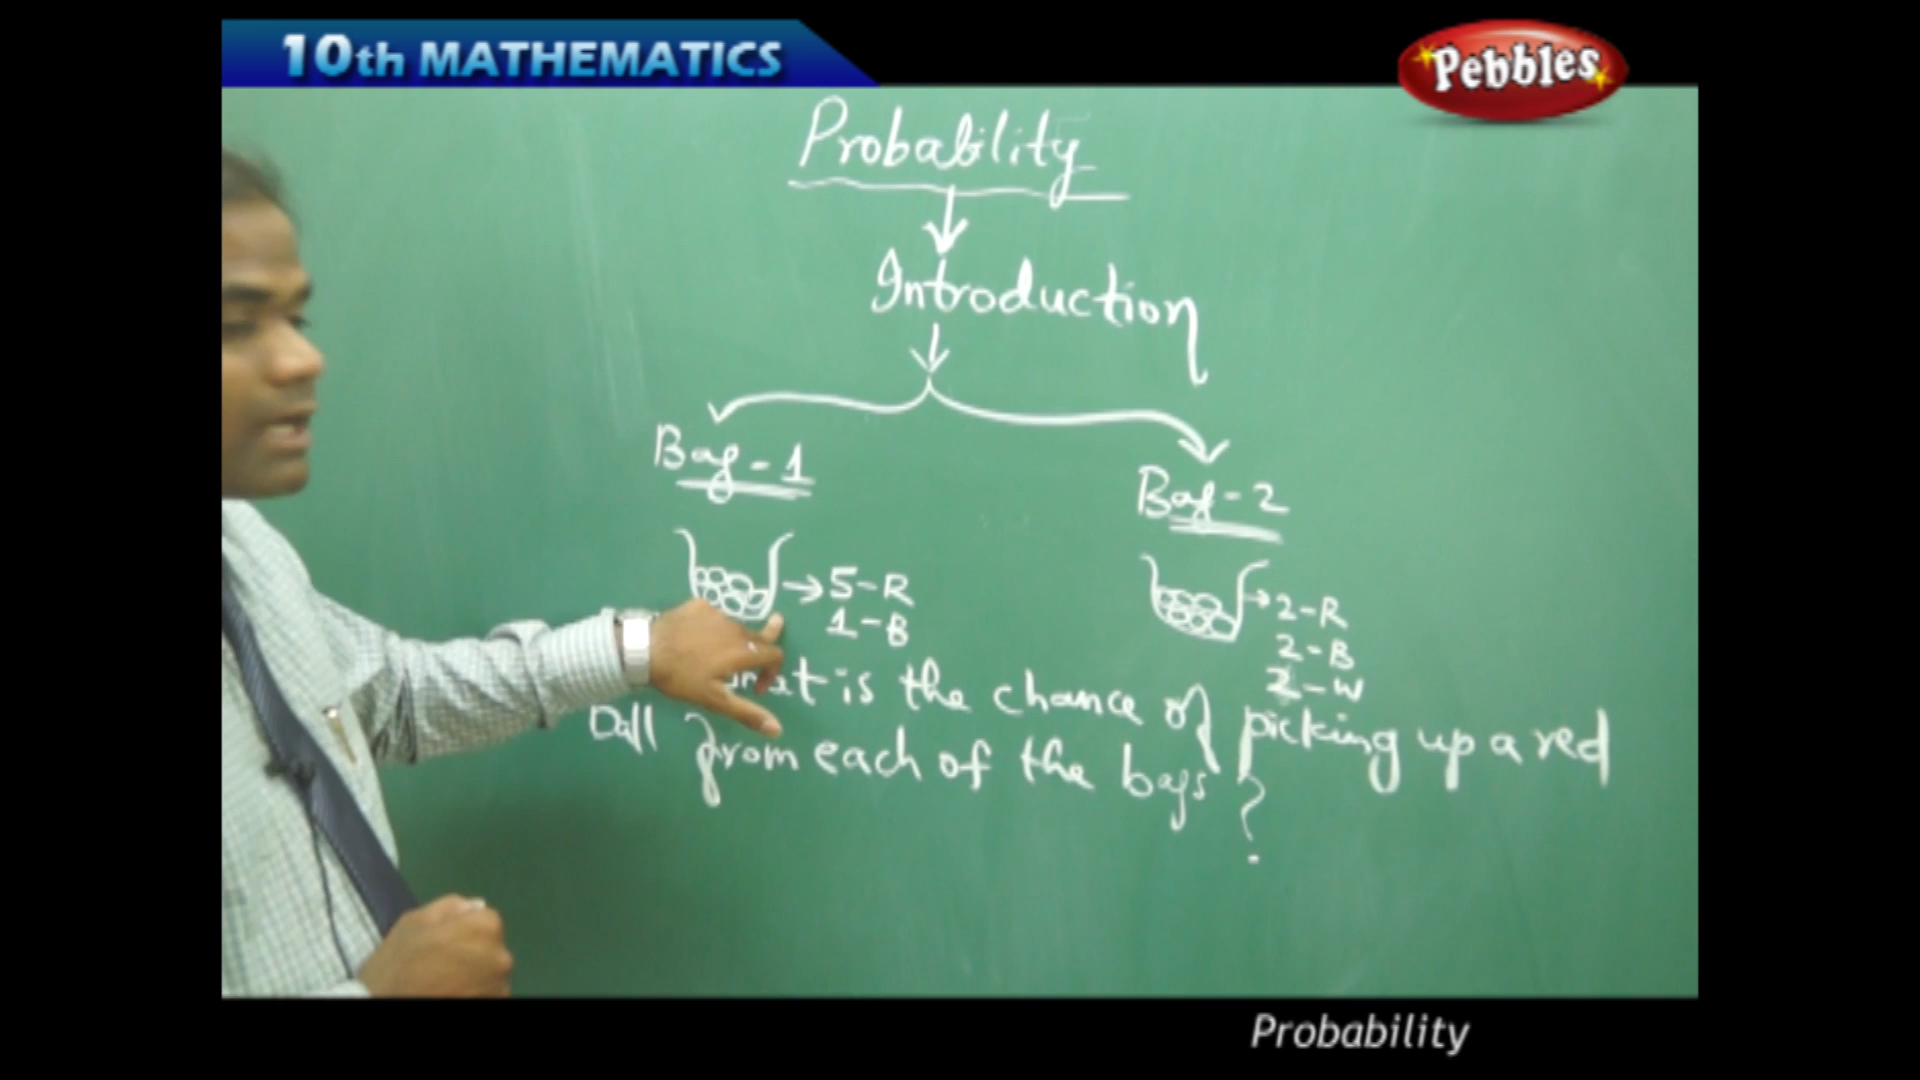 10th MATHEMATICS
Pebbles
Probability
Introduction
Bag-1
Bag-2
5-R
1-B
2-R
2-B
2-W
is the chance of picking up a red
from each of the bags ?
Probability